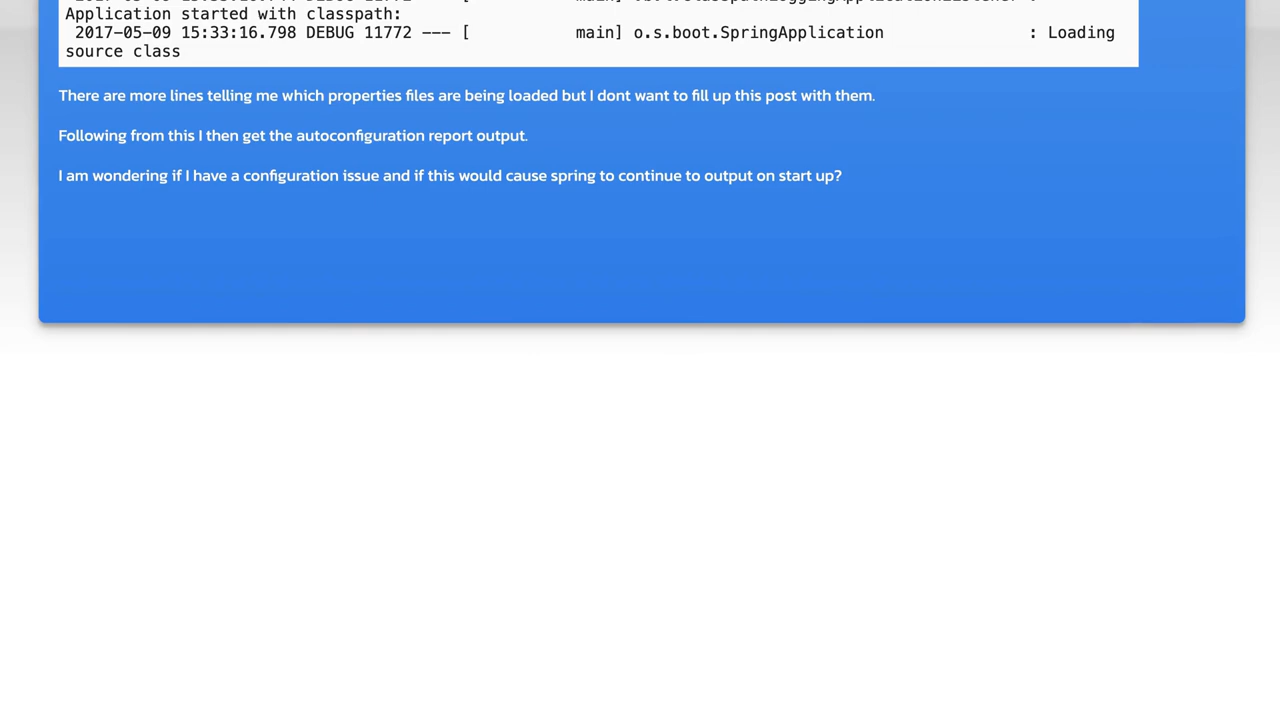 Application started with classpath:
2017-05-09 15:33:16.798 DEBUG 11772 --- [           main] o.s.boot.SpringApplication               : Loading
source class
There are more lines telling me which properties files are being loaded but I dont want to fill up this post with them.
Following from this I then get the autoconfiguration report output.
I am wondering if I have a configuration issue and if this would cause spring to continue to output on start up?